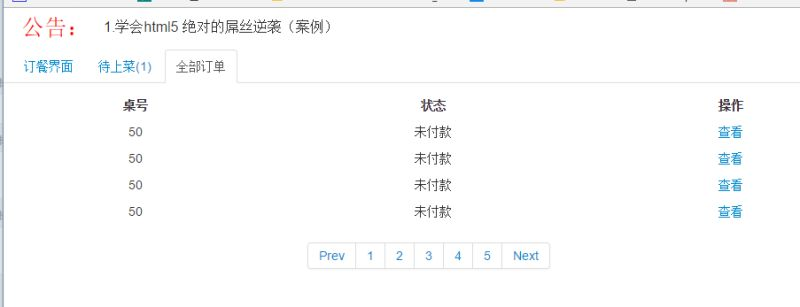 公告： 1.学会html5 绝对的屌丝逆袭（案例）
订餐界面 待上菜(1) 全部订单
桌号 状态 操作
50 未付款 查看
50 未付款 查看
50 未付款 查看
50 未付款 查看
Prev 1 2 3 4 5 Next